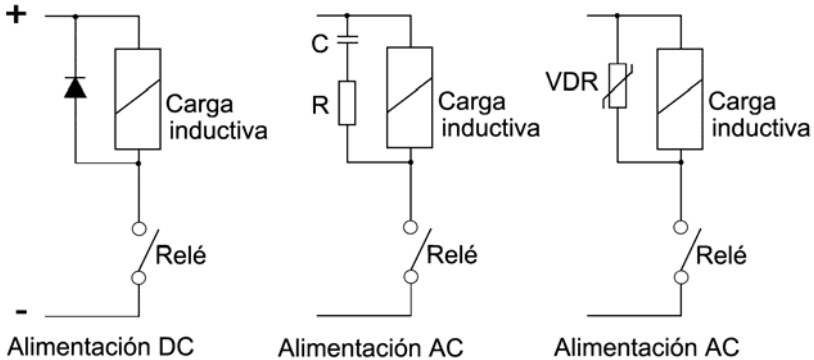 +
Carga
inductiva
Relé
-
Alimentación DC
C
R
Carga
inductiva
Relé
Alimentación AC
VDR
Carga
inductiva
Relé
Alimentación AC